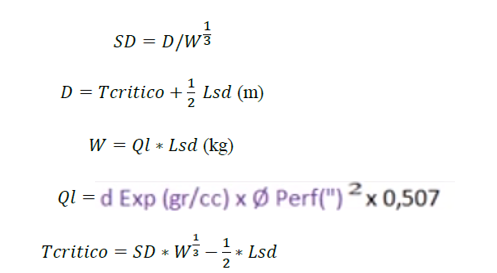 SD = D/W^{1/3}
D = Tcritico + 1/2 Lsd (m)
W = Ql * Lsd (kg)
Ql = d Exp (gr/cc) x Ø Perf(") ² x 0,507
Tcritico = SD * W^{1/3} − 1/2 * Lsd